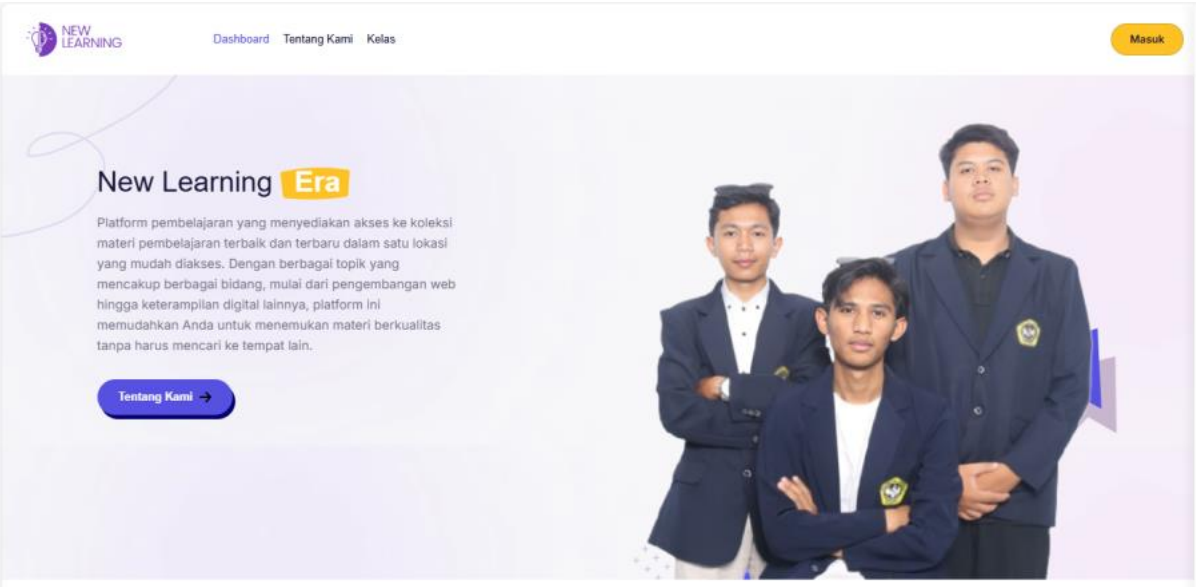 NEW
LEARNING
Dashboard Tentang Kami Kelas
Masuk
New Learning Era
Platform pembelajaran yang menyediakan akses ke koleksi
materi pembelajaran terbaik dan terbaru dalam satu lokasi
yang mudah diakses. Dengan berbagai topik yang
mencakup berbagai bidang, mulai dari pengembangan web
hingga keterampilan digital lainnya, platform ini
memudahkan Anda untuk menemukan materi berkualitas
tanpa harus mencari ke tempat lain.
Tentang Kami →